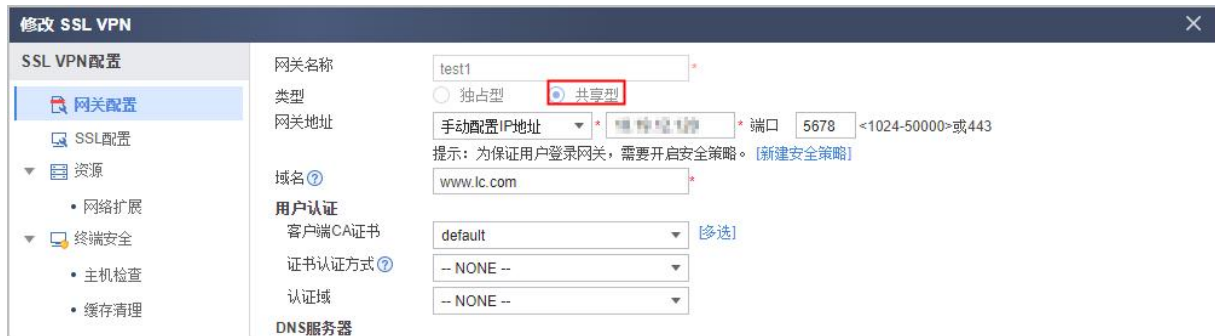 修改 SSL VPN
SSL VPN配置
网关配置
SSL配置
资源
• 网络扩展
终端安全
• 主机检查
• 缓存清理
网关名称 test1 *
类型 独占型 共享型
网关地址 手动配置IP地址 * * 端口 5678 <1024-50000>或443
提示：为保证用户登录网关，需要开启安全策略。[新建安全策略]
域名 www.lc.com *
用户认证
客户端CA证书 default [多选]
证书认证方式 -- NONE --
认证域 -- NONE --
DNS服务器